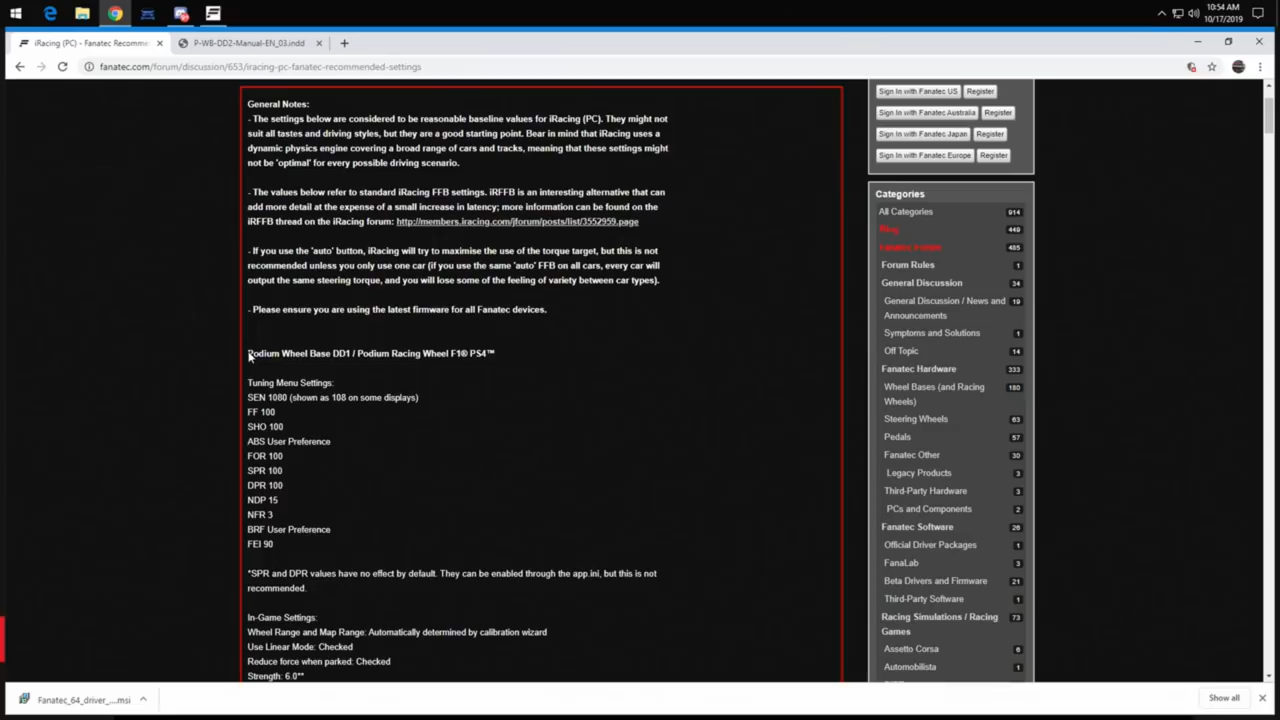 10:54 AM
10/17/2019
iRacing (PC) - Fanatec Recomm
P-WB-DD2-Manual-EN_03.indd
fanatec.com/forum/discussion/653/iracing-pc-fanatec-recommended-settings
General Notes:
- The settings below are considered to be reasonable baseline values for iRacing (PC). They might not
suit all tastes and driving styles, but they are a good starting point. Bear in mind that iRacing uses a
dynamic physics engine covering a broad range of cars and tracks, meaning that these settings might
not be 'optimal' for every possible driving scenario.
- The values below refer to standard iRacing FFB settings. iRFFB is an interesting alternative that can
add more detail at the expense of a small increase in latency; more information can be found on the
iRFFB thread on the iRacing forum: http://members.iracing.com/jforum/posts/list/3552959.page
- If you use the 'auto' button, iRacing will try to maximise the use of the torque target, but this is not
recommended unless you only use one car (if you use the same 'auto' FFB on all cars, every car will
output the same steering torque, and you will lose some of the feeling of variety between car types).
- Please ensure you are using the latest firmware for all Fanatec devices.
Podium Wheel Base DD1 / Podium Racing Wheel F1® PS4™
Tuning Menu Settings:
SEN 1080 (shown as 108 on some displays)
FF 100
SHO 100
ABS User Preference
FOR 100
SPR 100
DPR 100
NDP 15
NFR 3
BRF User Preference
FEI 90
*SPR and DPR values have no effect by default. They can be enabled through the app.ini, but this is not
recommended.
In-Game Settings:
Wheel Range and Map Range: Automatically determined by calibration wizard
Use Linear Mode: Checked
Reduce force when parked: Checked
Strength: 6.0**
Sign In with Fanatec US Register
Sign In with Fanatec Australia Register
Sign In with Fanatec Japan Register
Sign In with Fanatec Europe Register
Categories
All Categories 914
Blog 449
Fanatec Forum 485
Forum Rules 1
General Discussion 34
General Discussion / News and 19
Announcements
Symptoms and Solutions 1
Off Topic 14
Fanatec Hardware 333
Wheel Bases (and Racing 180
Wheels)
Steering Wheels 63
Pedals 57
Fanatec Other 30
Legacy Products 3
Third-Party Hardware 3
PCs and Components 2
Fanatec Software 26
Official Driver Packages 1
FanaLab 1
Beta Drivers and Firmware 21
Third-Party Software 1
Racing Simulations / Racing 73
Games
Assetto Corsa 6
Automobilista 1
Fanatec_64_driver_....msi
Show all